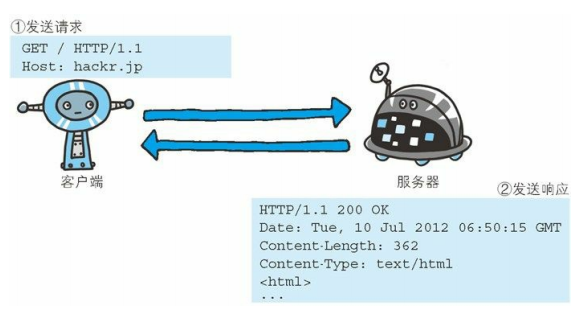 ①发送请求
GET / HTTP/1.1
Host: hackr.jp
客户端
服务器
②发送响应
HTTP/1.1 200 OK
Date: Tue, 10 Jul 2012 06:50:15 GMT
Content-Length: 362
Content-Type: text/html
<html>
...